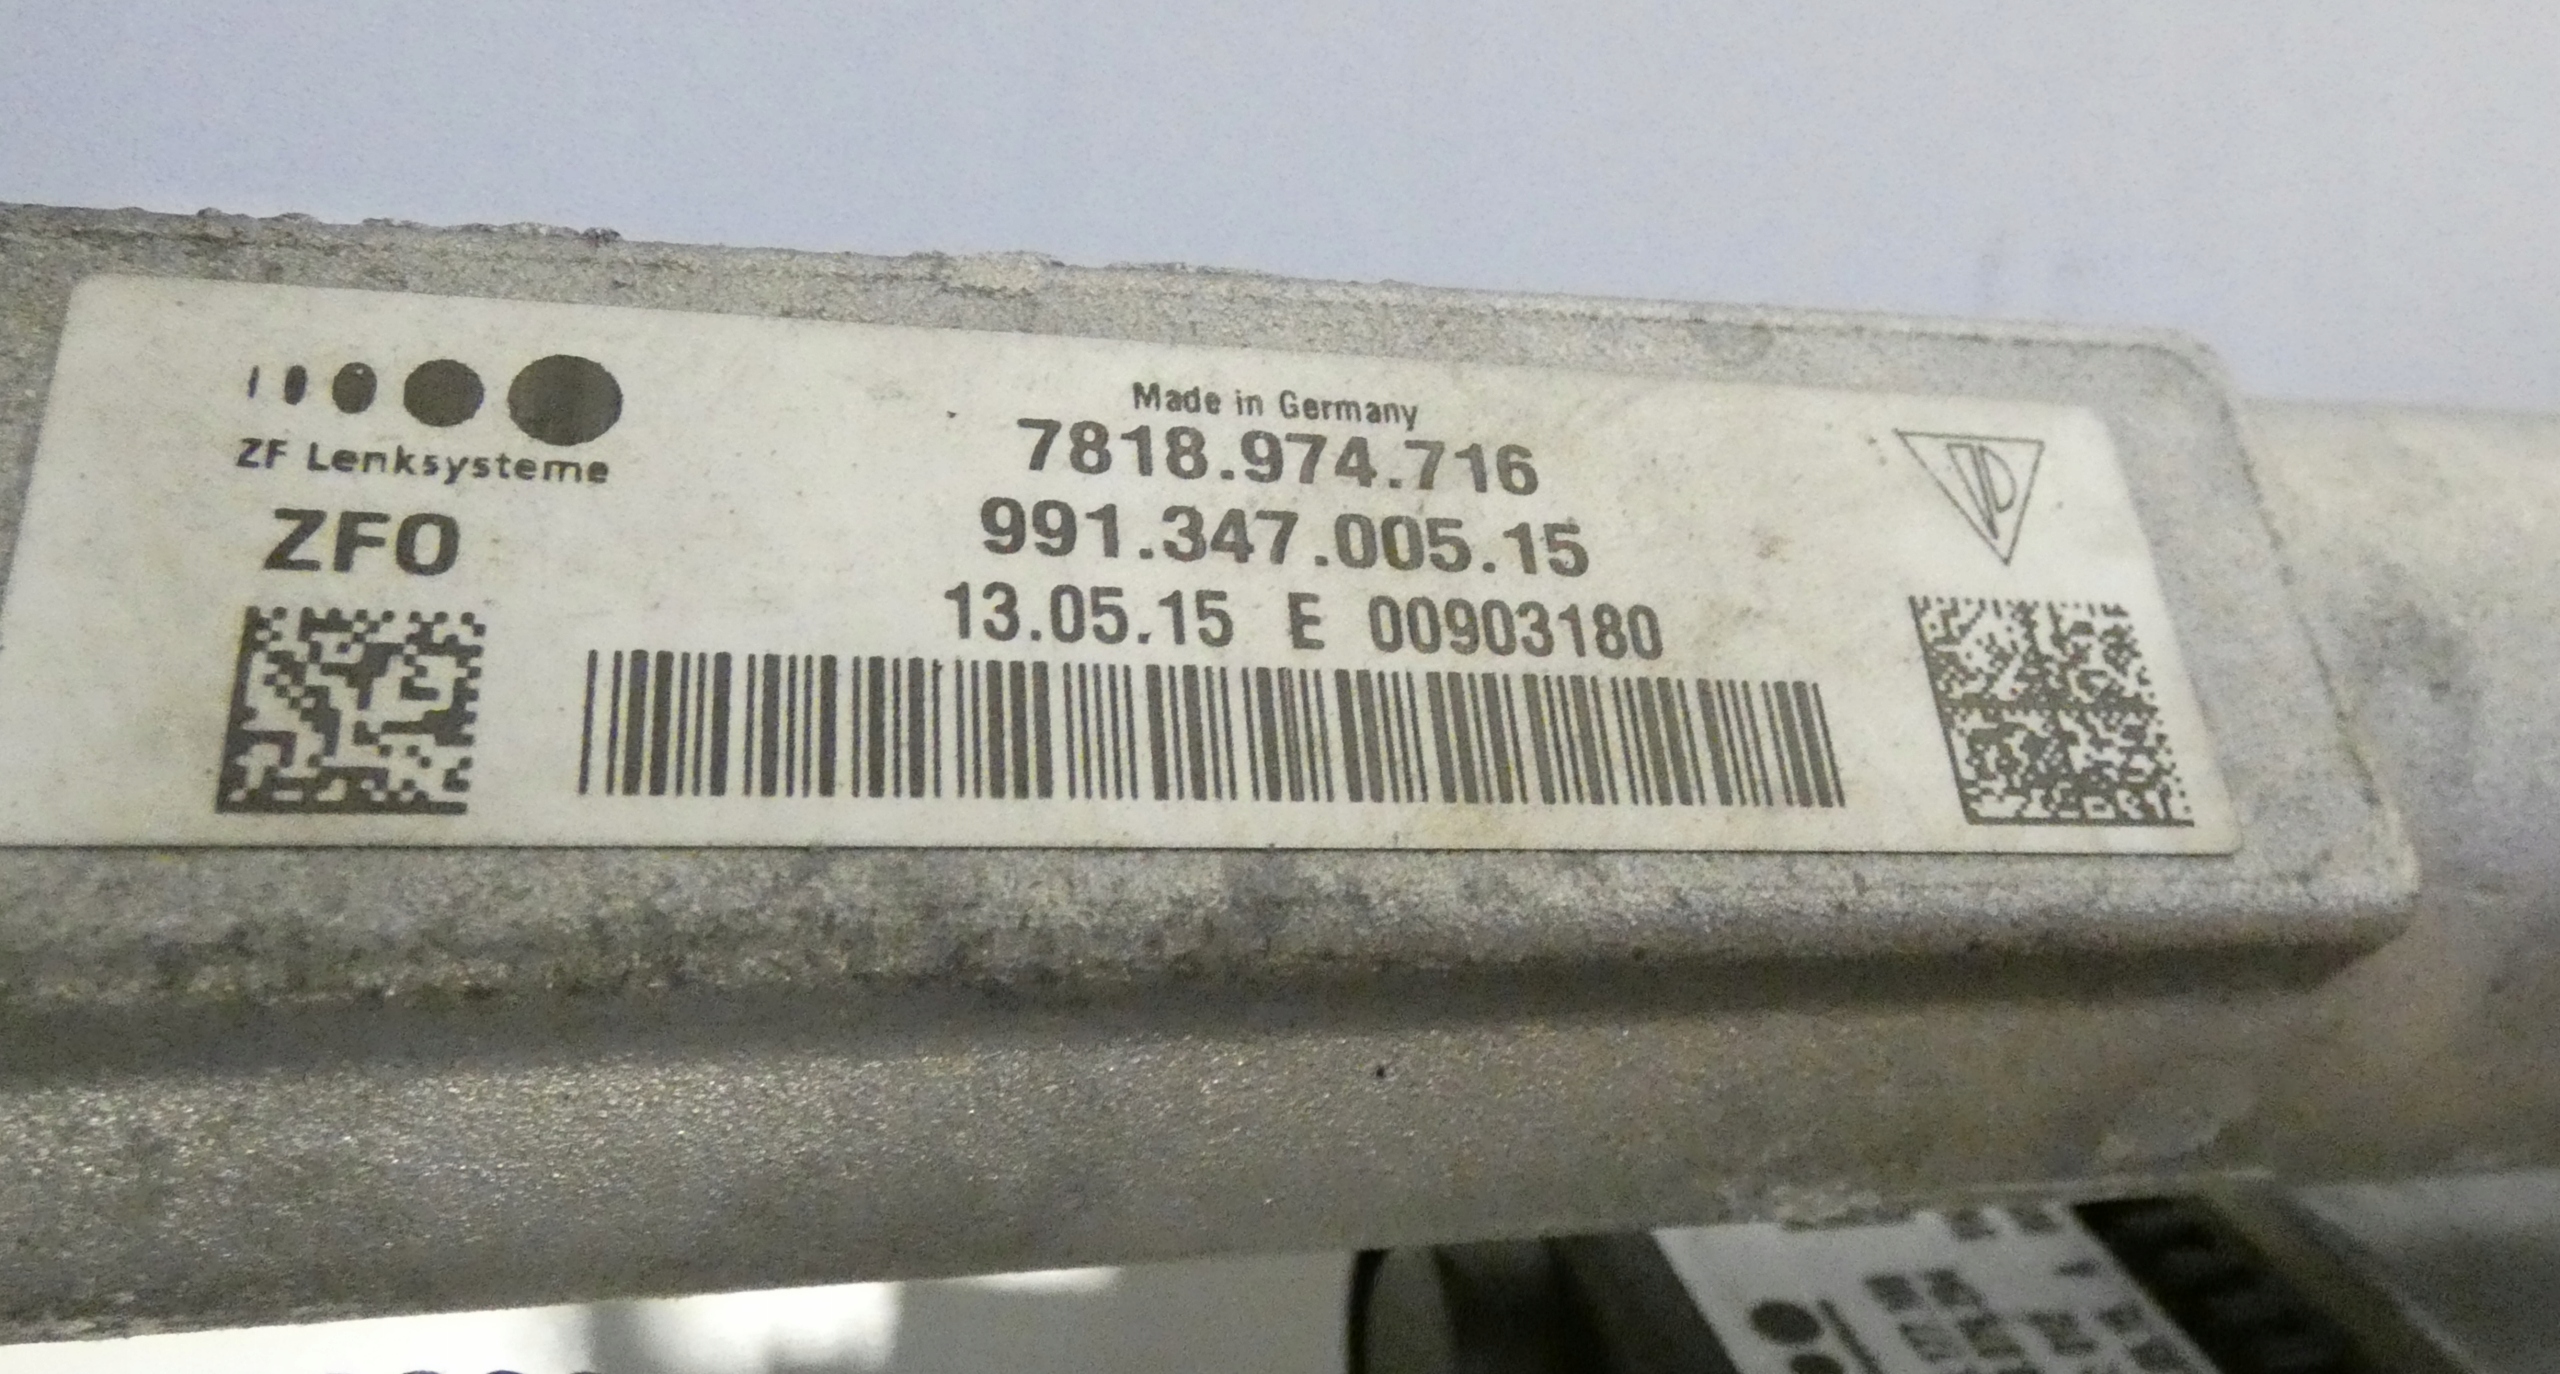 ZF Lenksysteme
ZFO
Made in Germany
7818.974.716
991.347.005.15
13.05.15 E 00903180